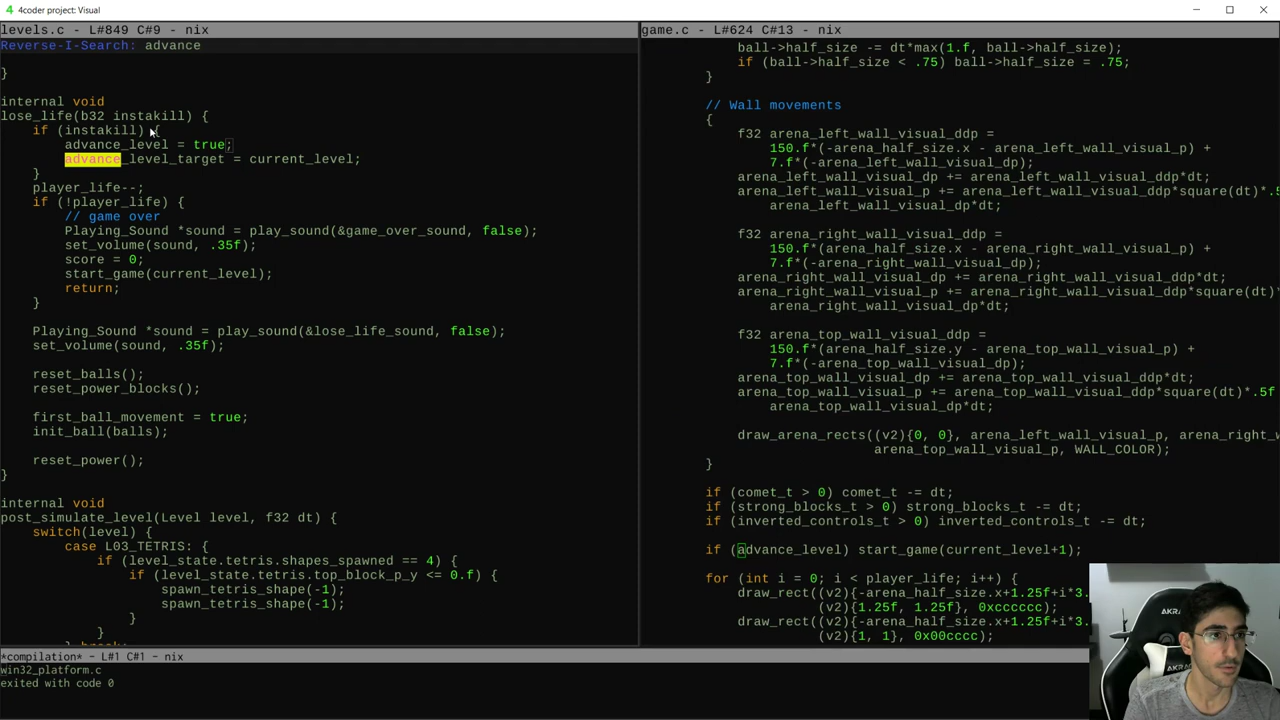 4 4coder project: Visual
levels.c - L#849 C#9 - nix
Reverse-I-Search: advance
}
internal void
lose_life(b32 instakill) {
if (instakill) {
advance_level = true;
advance_level_target = current_level;
}
player_life--;
if (!player_life) {
// game over
Playing_Sound *sound = play_sound(&game_over_sound, false);
set_volume(sound, .35f);
score = 0;
start_game(current_level);
return;
}
Playing_Sound *sound = play_sound(&lose_life_sound, false);
set_volume(sound, .35f);
reset_balls();
reset_power_blocks();
first_ball_movement = true;
init_ball(balls);
reset_power();
}
internal void
post_simulate_level(Level level, f32 dt) {
switch(level) {
case L03_TETRIS: {
if (level_state.tetris.shapes_spawned == 4) {
if (level_state.tetris.top_block_p_y <= 0.f) {
spawn_tetris_shape(-1);
spawn_tetris_shape(-1);
}
}
} break;
game.c - L#624 C#13 - nix
ball->half_size -= dt*max(1.f, ball->half_size);
if (ball->half_size < .75) ball->half_size = .75;
}
// Wall movements
{
f32 arena_left_wall_visual_ddp =
150.f*(-arena_half_size.x - arena_left_wall_visual_p) +
7.f*(-arena_left_wall_visual_dp);
arena_left_wall_visual_dp += arena_left_wall_visual_ddp*dt;
arena_left_wall_visual_p += arena_left_wall_visual_ddp*square(dt)*.5
arena_left_wall_visual_dp*dt;
f32 arena_right_wall_visual_ddp =
150.f*(arena_half_size.x - arena_right_wall_visual_p) +
7.f*(-arena_right_wall_visual_dp);
arena_right_wall_visual_dp += arena_right_wall_visual_ddp*dt;
arena_right_wall_visual_p += arena_right_wall_visual_ddp*square(dt)*
arena_right_wall_visual_dp*dt;
f32 arena_top_wall_visual_ddp =
150.f*(arena_half_size.y - arena_top_wall_visual_p) +
7.f*(-arena_top_wall_visual_dp);
arena_top_wall_visual_dp += arena_top_wall_visual_ddp*dt;
arena_top_wall_visual_p += arena_top_wall_visual_ddp*square(dt)*.5f
arena_top_wall_visual_dp*dt;
draw_arena_rects((v2){0, 0}, arena_left_wall_visual_p, arena_right_w
arena_top_wall_visual_p, WALL_COLOR);
}
if (comet_t > 0) comet_t -= dt;
if (strong_blocks_t > 0) strong_blocks_t -= dt;
if (inverted_controls_t > 0) inverted_controls_t -= dt;
if (advance_level) start_game(current_level+1);
for (int i = 0; i < player_life; i++) {
draw_rect((v2){-arena_half_size.x+1.25f+i*3.
(v2){1.25f, 1.25f}, 0xcccccc);
draw_rect((v2){-arena_half_size.x+1.25f+i*3.
(v2){1, 1}, 0x00cccc);
*compilation* - L#1 C#1 - nix
win32_platform.c
exited with code 0
AKRA